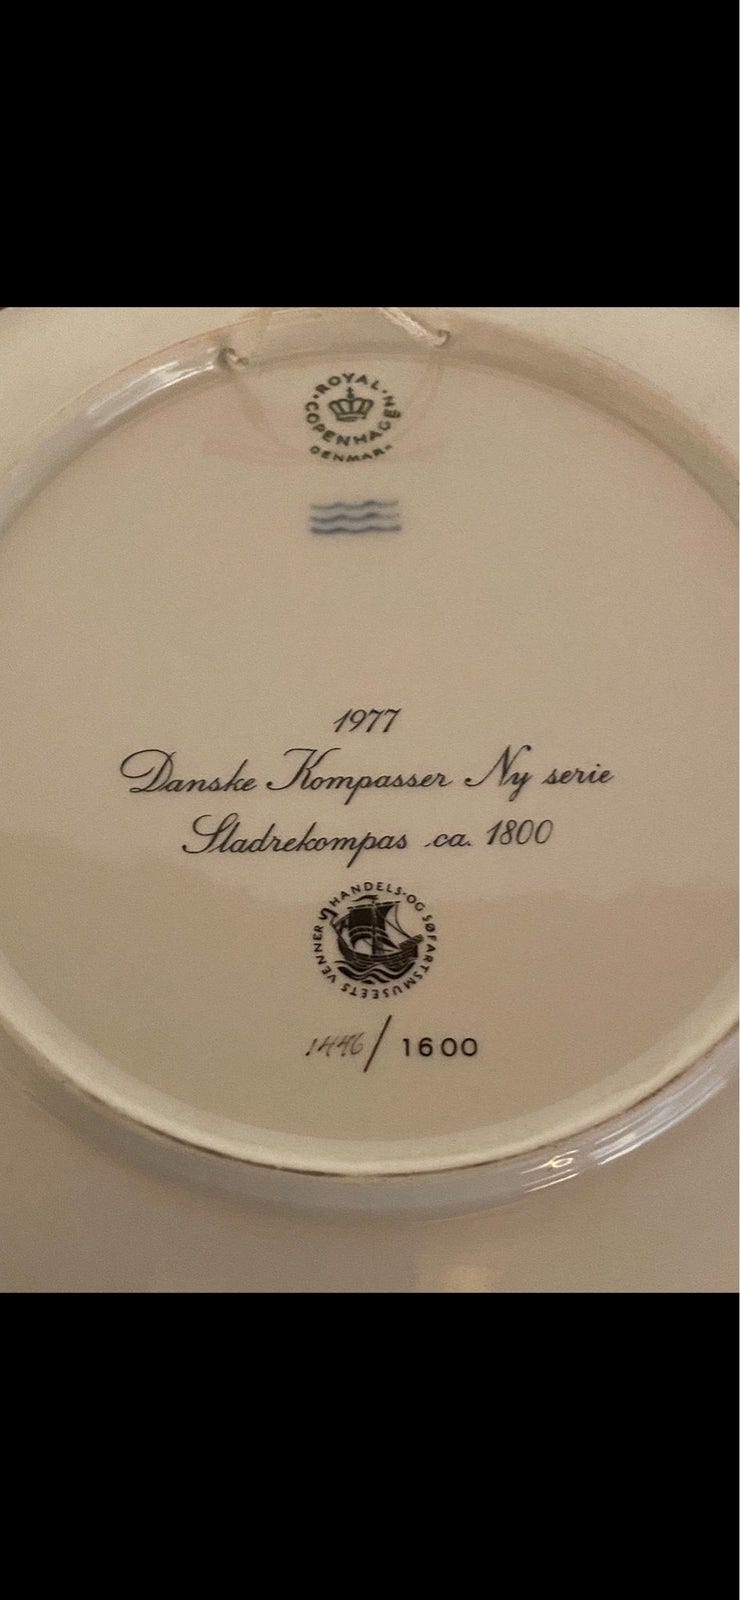 ROYAL COPENHAGEN
DENMARK
1977
Danske Kompasser Ny serie
Sladrekompas ca. 1800
HANDELS- OG SØFARTSMUSEETS VENNER
1446/1600